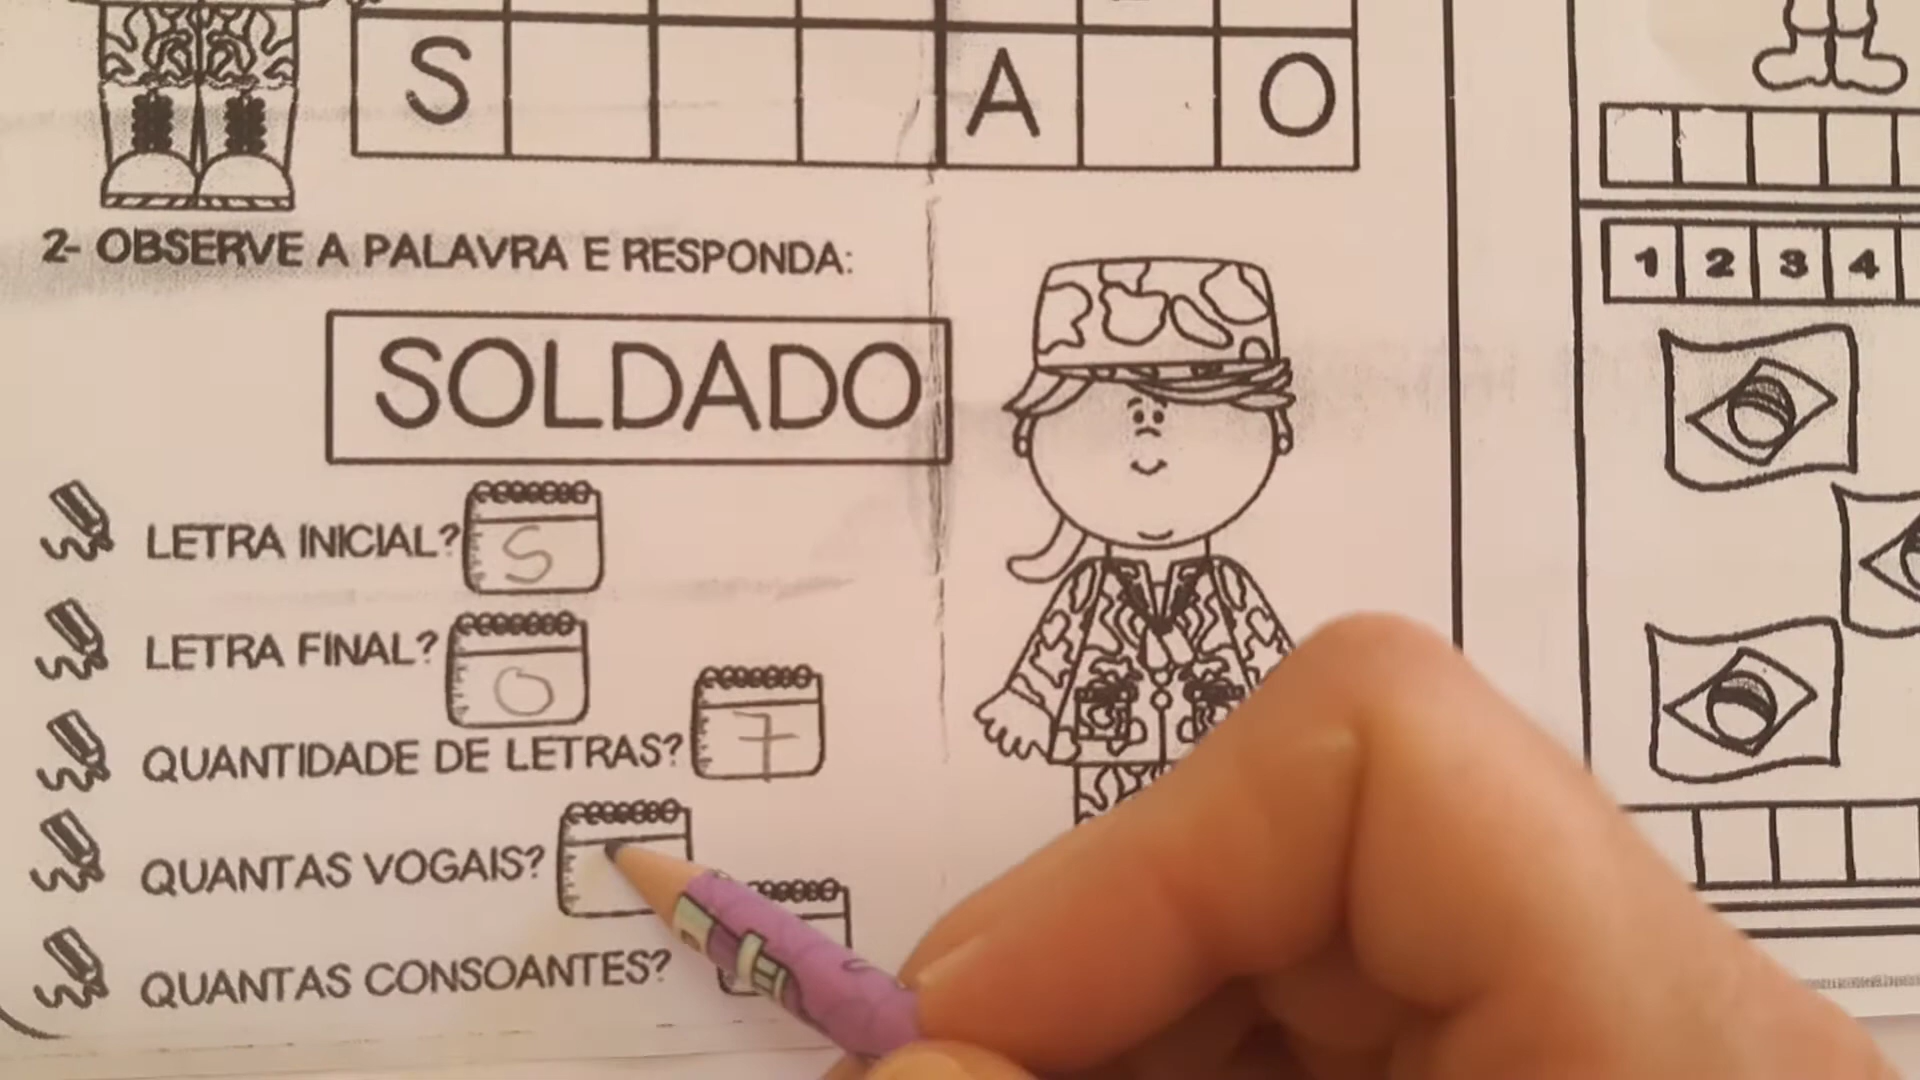 S A O
2- OBSERVE A PALAVRA E RESPONDA:
SOLDADO
LETRA INICIAL? S
LETRA FINAL? O
QUANTIDADE DE LETRAS? 7
QUANTAS VOGAIS?
QUANTAS CONSOANTES?
1 2 3 4